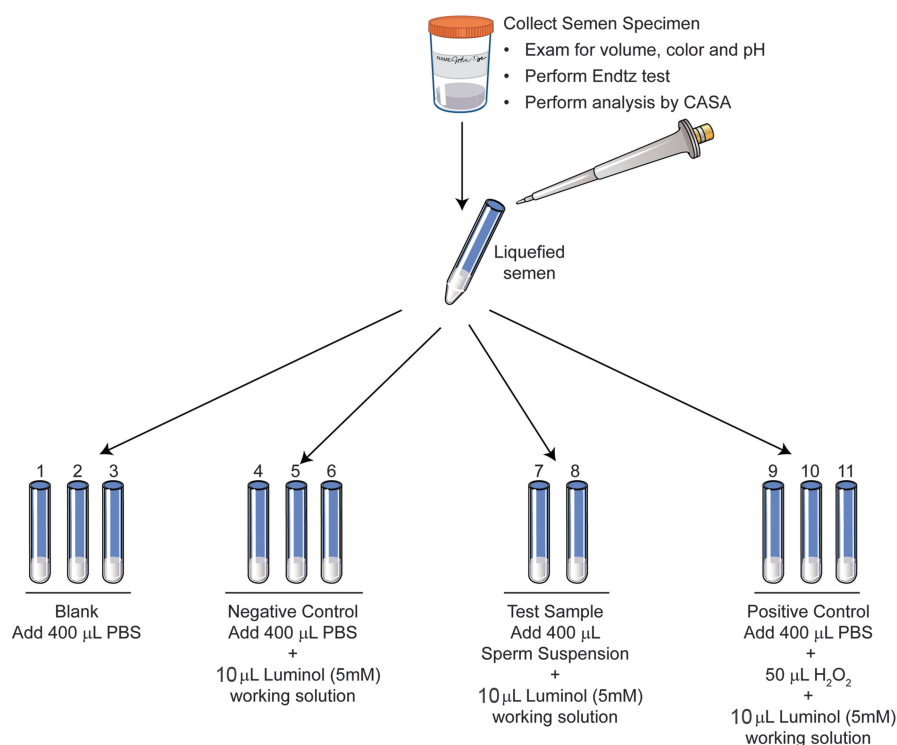 Collect Semen Specimen
• Exam for volume, color and pH
• Perform Endtz test
• Perform analysis by CASA
NAME John Doe
Liquefied
semen
1 2 3
4 5 6
7 8
9 10 11
Blank
Add 400 μL PBS
Negative Control
Add 400 μL PBS
+
10 μL Luminol (5mM)
working solution
Test Sample
Add 400 μL
Sperm Suspension
+
10 μL Luminol (5mM)
working solution
Positive Control
Add 400 μL PBS
+
50 μL H₂O₂
+
10 μL Luminol (5mM)
working solution